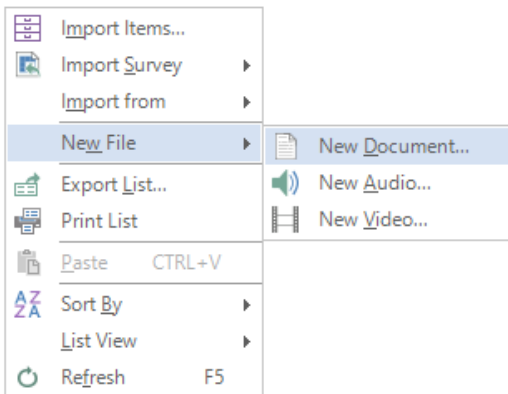 Import Items...
Import Survey
Import from
New File
New Document...
New Audio...
New Video...
Export List...
Print List
Paste CTRL+V
Sort By
List View
Refresh F5